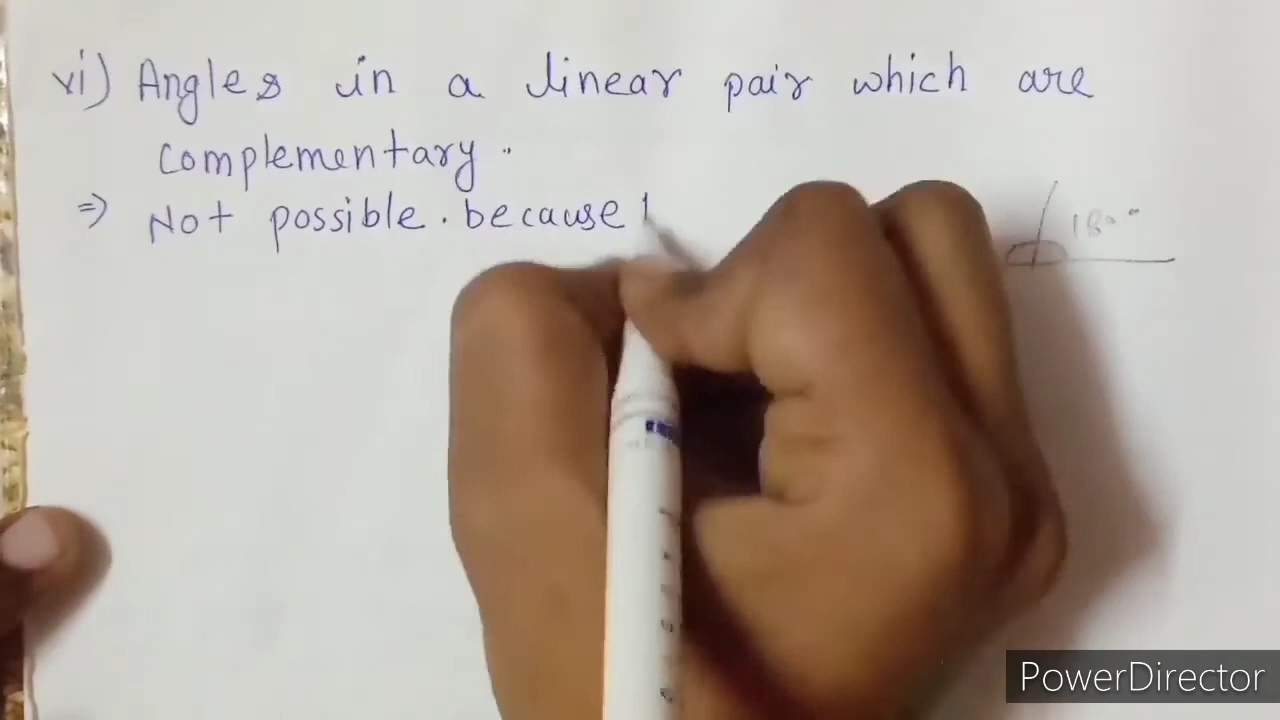 vi) Angles in a linear pair which are
complementary.
⇒ Not possible. because
180°
PowerDirector